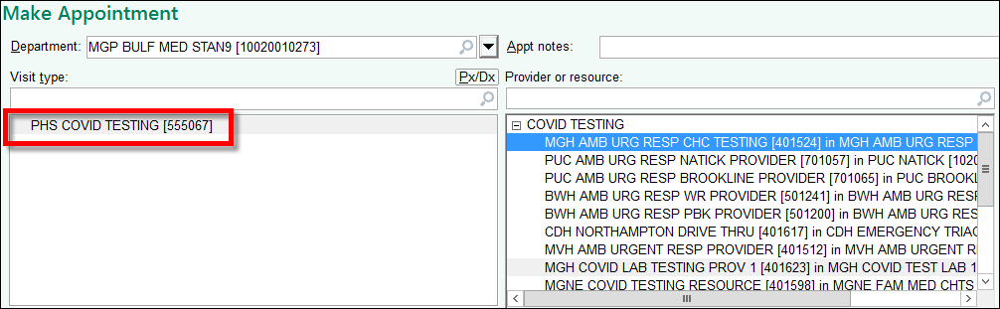 Make Appointment
Department: MGP BULF MED STAN9 [10020010273] Appt notes:
Visit type: Px/Dx Provider or resource:
PHS COVID TESTING [555067]
COVID TESTING
MGH AMB URG RESP CHC TESTING [401524] in MGH AMB URG RESP
PUC AMB URG RESP NATICK PROVIDER [701057] in PUC NATICK [1020
PUC AMB URG RESP BROOKLINE PROVIDER [701065] in PUC BROOKL
BWH AMB URG RESP WR PROVIDER [501241] in BWH AMB URG RESP
BWH AMB URG RESP PBK PROVIDER [501200] in BWH AMB URG RES
CDH NORTHAMPTON DRIVE THRU [401617] in CDH EMERGENCY TRIAG
MVH AMB URGENT RESP PROVIDER [401512] in MVH AMB URGENT R
MGH COVID LAB TESTING PROV 1 [401623] in MGH COVID TEST LAB 1
MGNE COVID TESTING RESOURCE [401598] in MGNE FAM MED CHTS